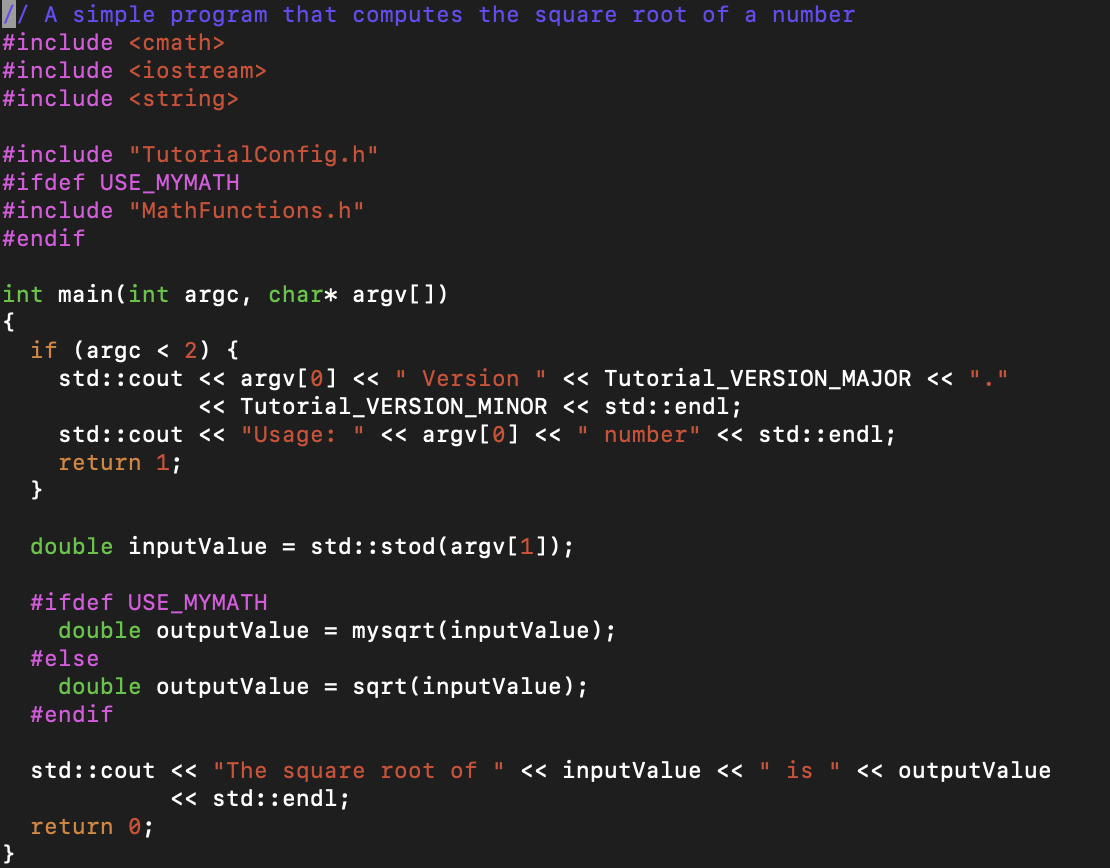 // A simple program that computes the square root of a number
#include <cmath>
#include <iostream>
#include <string>

#include "TutorialConfig.h"
#ifdef USE_MYMATH
#include "MathFunctions.h"
#endif

int main(int argc, char* argv[])
{
  if (argc < 2) {
    std::cout << argv[0] << " Version " << Tutorial_VERSION_MAJOR << "."
              << Tutorial_VERSION_MINOR << std::endl;
    std::cout << "Usage: " << argv[0] << " number" << std::endl;
    return 1;
  }

  double inputValue = std::stod(argv[1]);

  #ifdef USE_MYMATH
    double outputValue = mysqrt(inputValue);
  #else
    double outputValue = sqrt(inputValue);
  #endif

  std::cout << "The square root of " << inputValue << " is " << outputValue
            << std::endl;
  return 0;
}